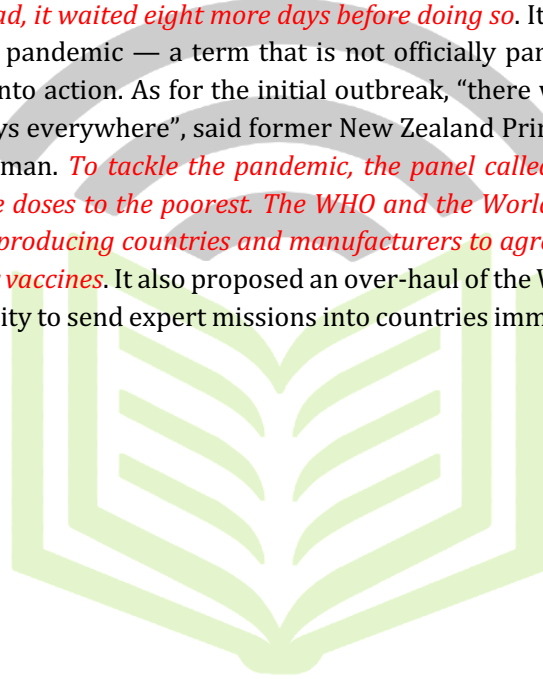 ad, it waited eight more days before doing so. It
pandemic — a term that is not officially par
nto action. As for the initial outbreak, “there
ys everywhere”, said former New Zealand Prin
man. To tackle the pandemic, the panel called
doses to the poorest. The WHO and the Worl
producing countries and manufacturers to agr
vaccines. It also proposed an over-haul of the
ity to send expert missions into countries imm